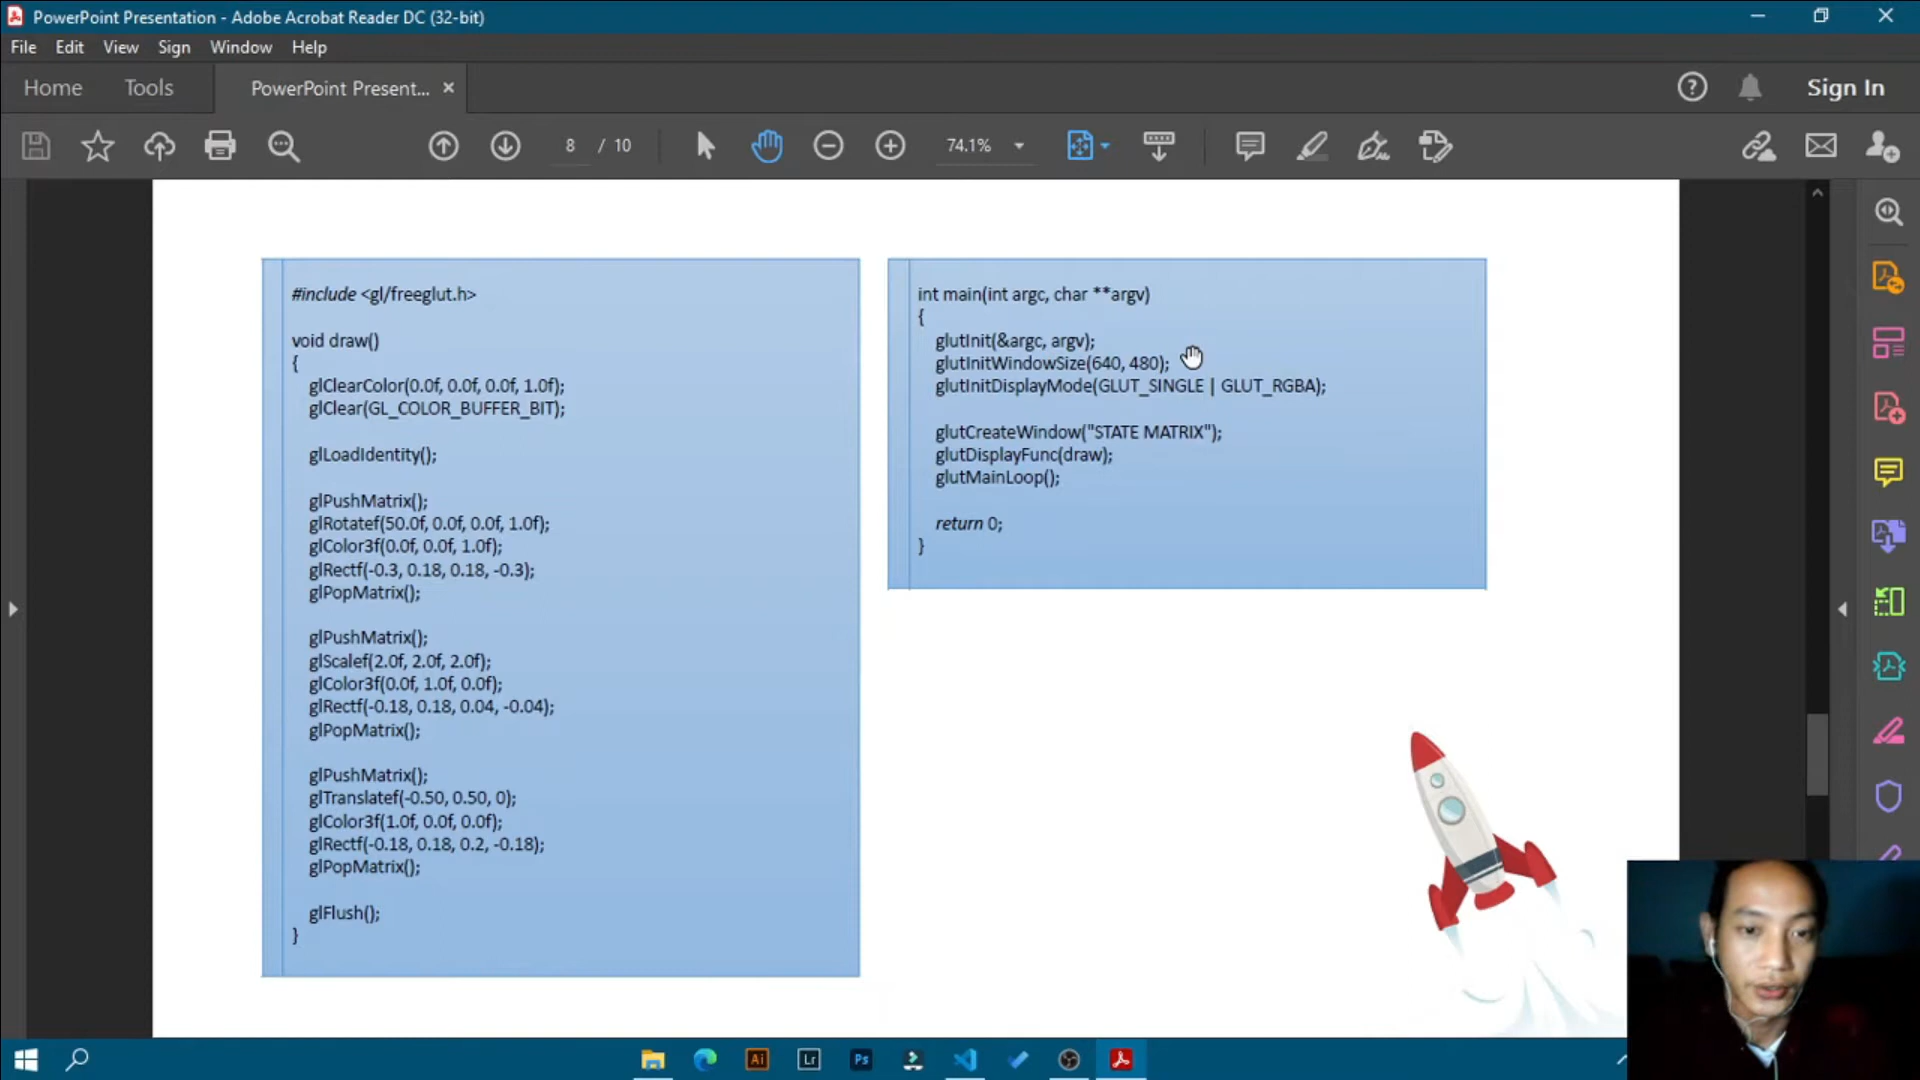 PowerPoint Presentation - Adobe Acrobat Reader DC (32-bit)
File Edit View Sign Window Help
Home Tools PowerPoint Present... Sign In
8 / 10 74.1%
#include <gl/freeglut.h>
void draw()
{
glClearColor(0.0f, 0.0f, 0.0f, 1.0f);
glClear(GL_COLOR_BUFFER_BIT);
glLoadIdentity();
glPushMatrix();
glRotatef(50.0f, 0.0f, 0.0f, 1.0f);
glColor3f(0.0f, 0.0f, 1.0f);
glRectf(-0.3, 0.18, 0.18, -0.3);
glPopMatrix();
glPushMatrix();
glScalef(2.0f, 2.0f, 2.0f);
glColor3f(0.0f, 1.0f, 0.0f);
glRectf(-0.18, 0.18, 0.04, -0.04);
glPopMatrix();
glPushMatrix();
glTranslatef(-0.50, 0.50, 0);
glColor3f(1.0f, 0.0f, 0.0f);
glRectf(-0.18, 0.18, 0.2, -0.18);
glPopMatrix();
glFlush();
}
int main(int argc, char **argv)
{
glutInit(&argc, argv);
glutInitWindowSize(640, 480);
glutInitDisplayMode(GLUT_SINGLE | GLUT_RGBA);
glutCreateWindow("STATE MATRIX");
glutDisplayFunc(draw);
glutMainLoop();
return 0;
}
Ai Lr Ps